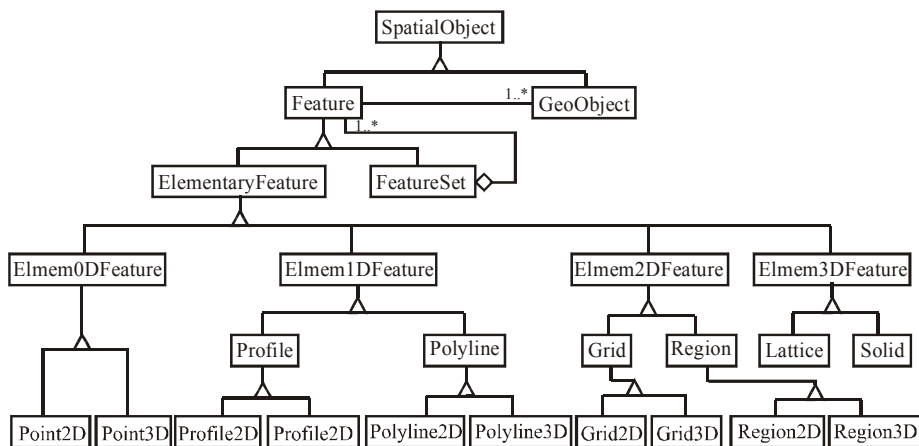 SpatialObject
Feature
1..*
GeoObject
1..*
ElementaryFeature
FeatureSet
Elmem0DFeature
Elmem1DFeature
Elmem2DFeature
Elmem3DFeature
Profile
Polyline
Grid
Region
Lattice
Solid
Point2D
Point3D
Profile2D
Profile2D
Polyline2D
Polyline3D
Grid2D
Grid3D
Region2D
Region3D